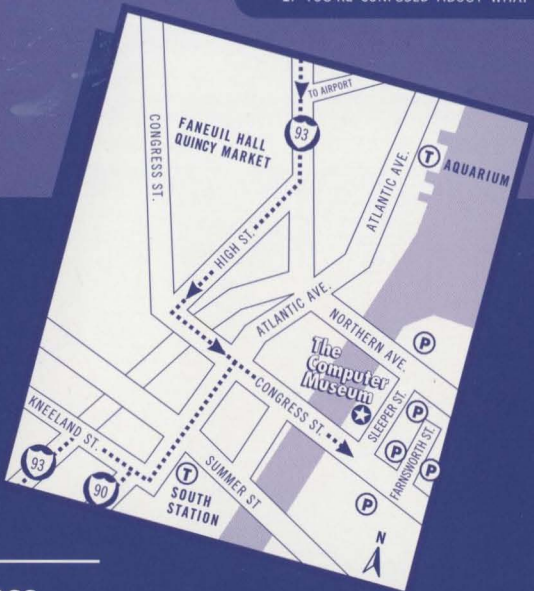 TO AIRPORT
93
CONGRESS ST.
FANEUIL HALL
QUINCY MARKET
T AQUARIUM
ATLANTIC AVE.
HIGH ST.
ATLANTIC AVE.
NORTHERN AVE.
P
The
Computer
Museum
CONGRESS ST.
SLEEPER ST.
P
P
FARNSWORTH ST.
P
P
KNEELAND ST.
93
90
T
SOUTH
STATION
SUMMER ST
N